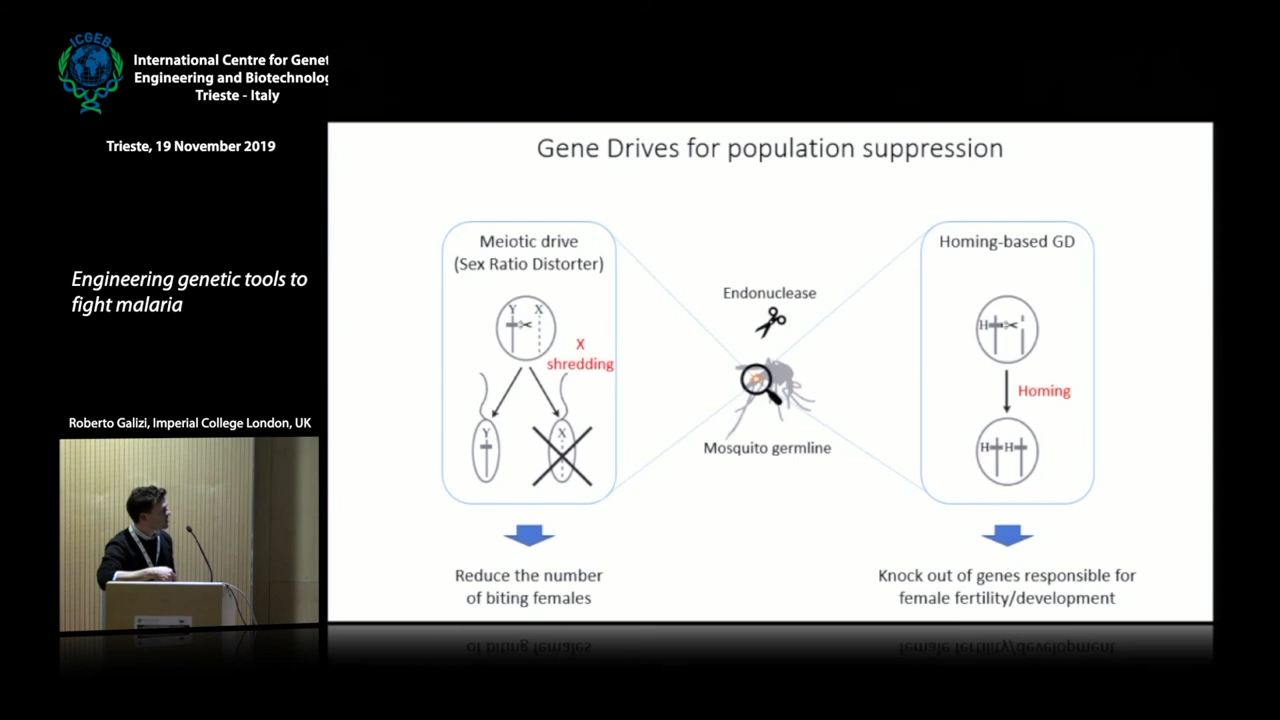 ICGEB
International Centre for Genet
Engineering and Biotechnolog
Trieste - Italy
Trieste, 19 November 2019
Engineering genetic tools to
fight malaria
Roberto Galizi, Imperial College London, UK
Gene Drives for population suppression
Meiotic drive
(Sex Ratio Distorter)
Y X
X
shredding
Y X
Reduce the number
of biting females
Endonuclease
Mosquito germline
Homing-based GD
H
Homing
H H
Knock out of genes responsible for
female fertility/development